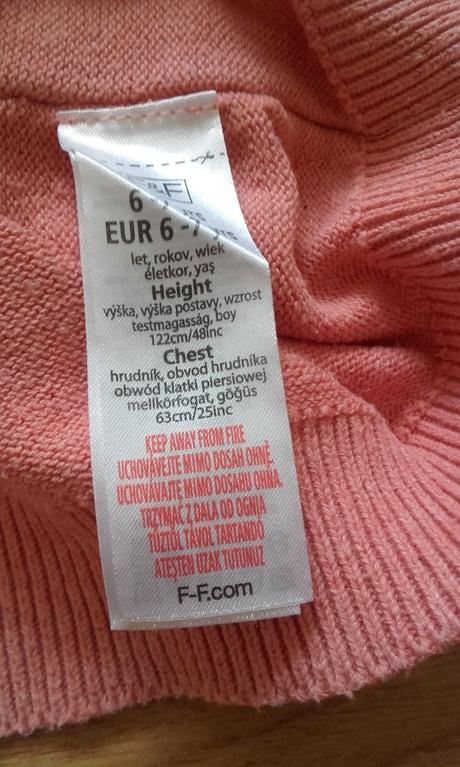 &F
6
EUR 6 -7
let, rokov, wiek
életkor, yaş
Height
výška, výška postavy, wzrost
testmagasság, boy
122cm/48inc
Chest
hrudník, obvod hrudníka
obwód klatki piersiowej
mellkőrfogat, göğüs
63cm/25inc
KEEP AWAY FROM FIRE
UCHOVÁVEJTE MIMO DOSAH OHNĚ.
UCHOVÁVAJTE MIMO DOSAHU OHŇA.
TRZYMAĆ Z DALA OD OGNIA
TŰZTŐL TÁVOL TARTANDÓ
ATEŞTEN UZAK TUTUNUZ
F-F.com